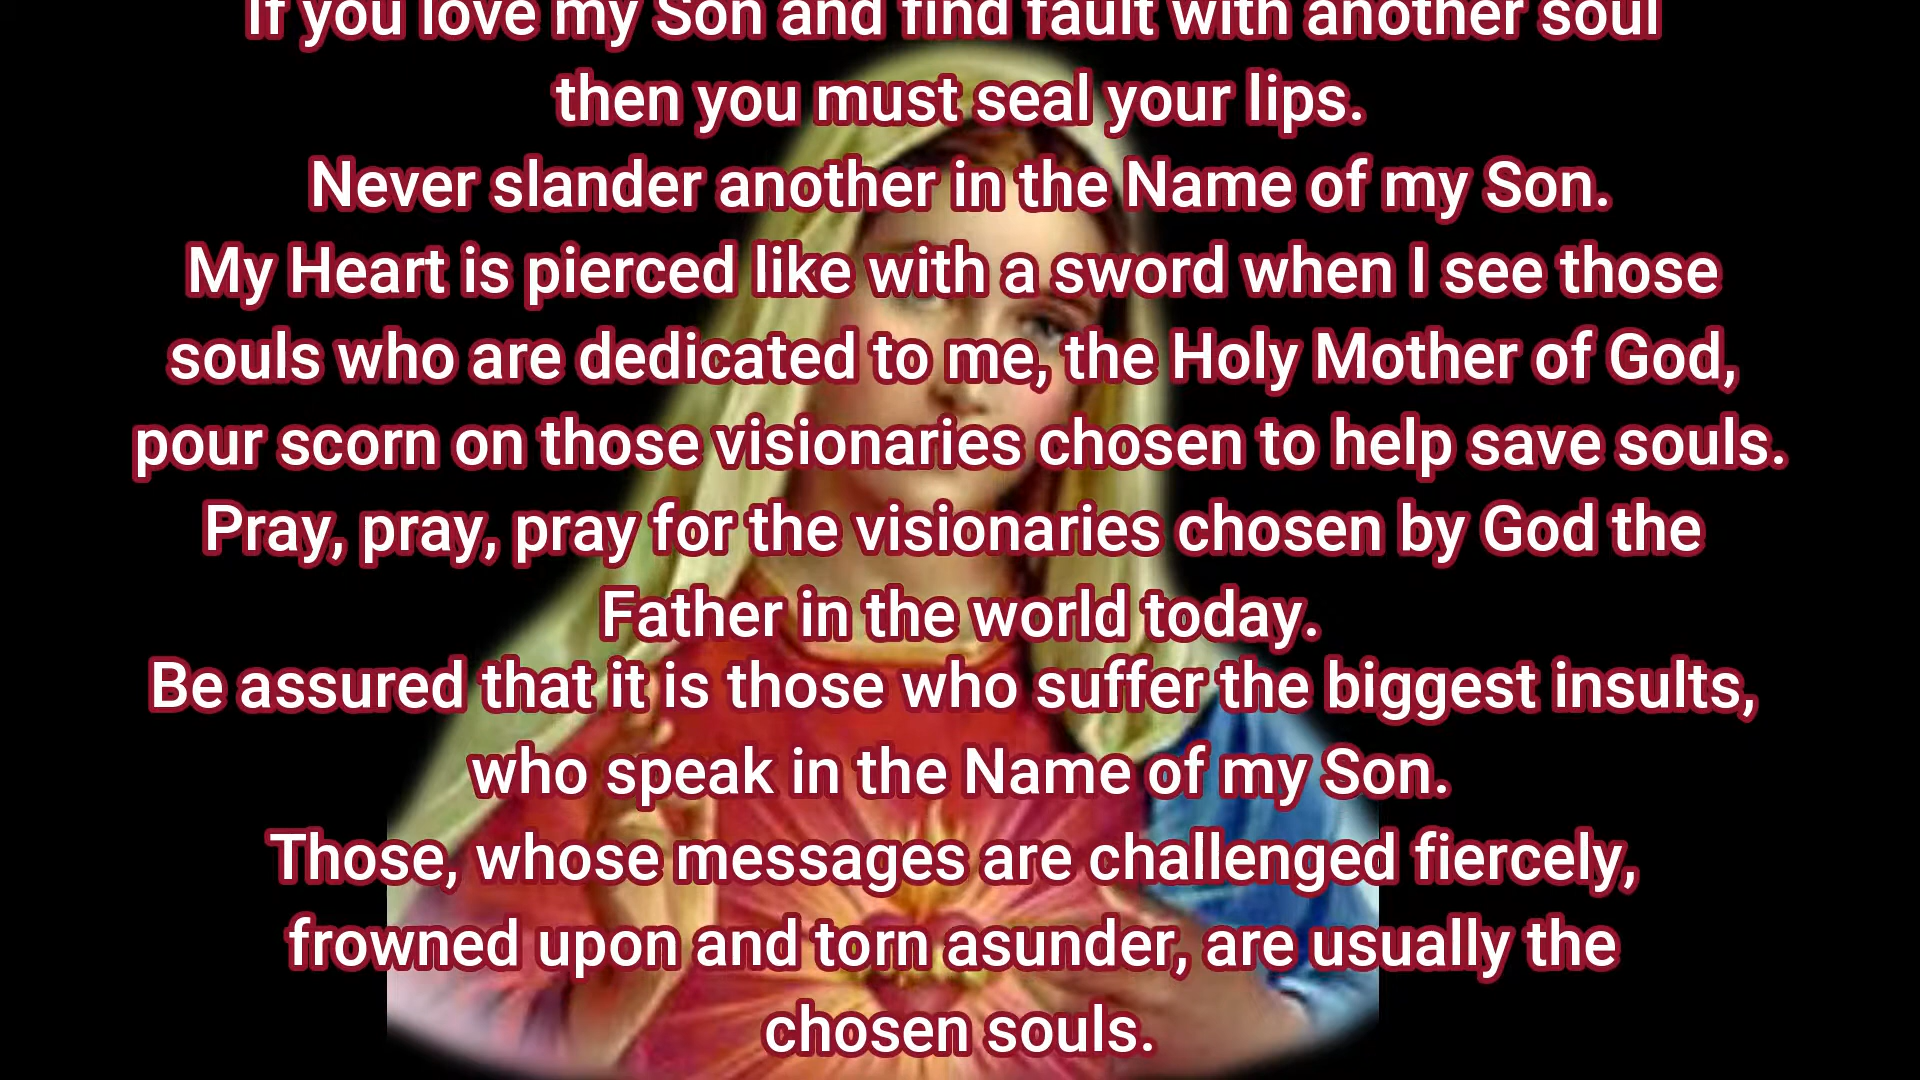 If you love my Son and find fault with another soul
then you must seal your lips.
Never slander another in the Name of my Son.
My Heart is pierced like with a sword when I see those
souls who are dedicated to me, the Holy Mother of God,
pour scorn on those visionaries chosen to help save souls.
Pray, pray, pray for the visionaries chosen by God the
Father in the world today.
Be assured that it is those who suffer the biggest insults,
who speak in the Name of my Son.
Those, whose messages are challenged fiercely,
frowned upon and torn asunder, are usually the
chosen souls.